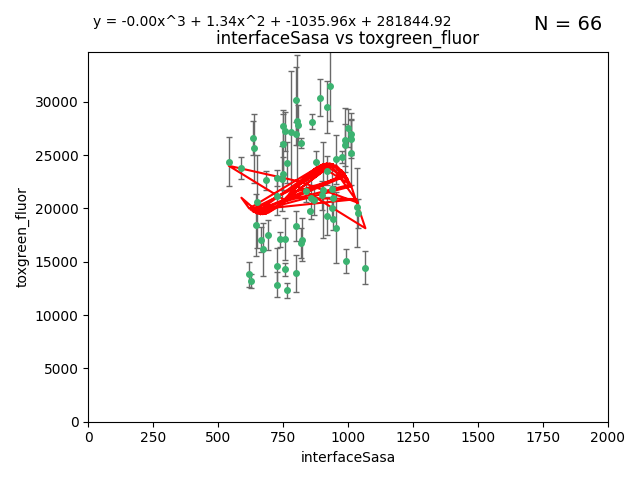 y = -0.00x^3 + 1.34x^2 + -1035.96x + 281844.92
N = 66
interfaceSasa vs toxgreen_fluor
30000
25000
20000
15000
10000
5000
0
toxgreen_fluor
0 250 500 750 1000 1250 1500 1750 2000
interfaceSasa